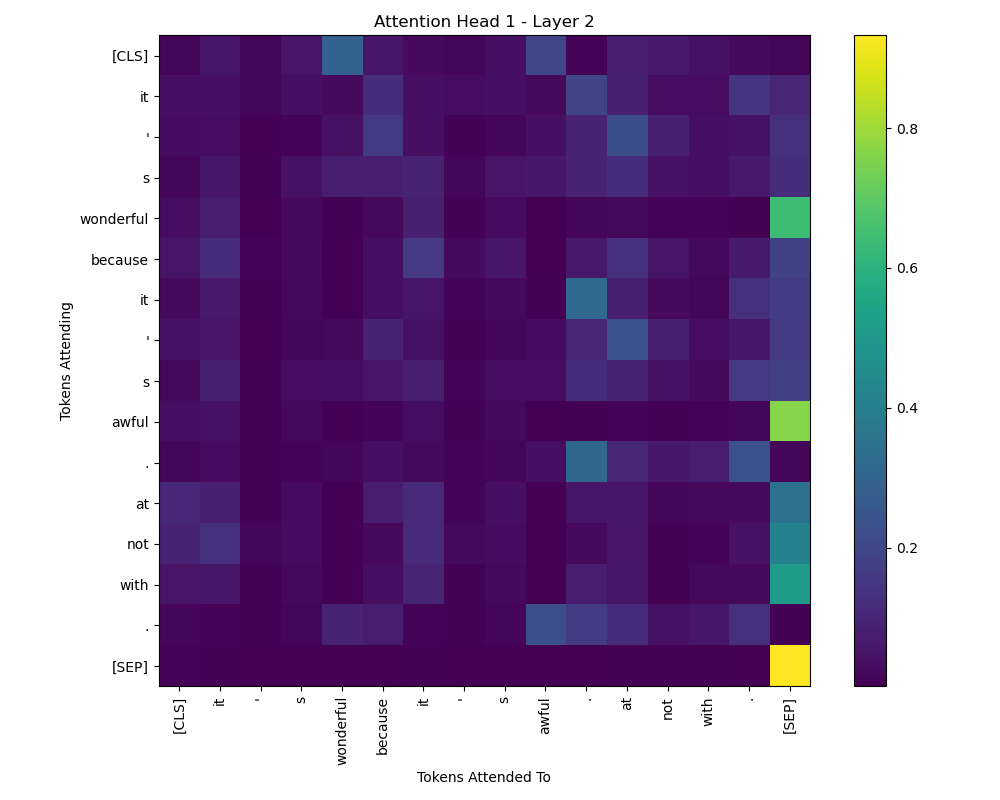 Attention Head 1 - Layer 2
[CLS]
it
'
s
wonderful
because
it
'
s
awful
.
at
not
with
.
[SEP]
Tokens Attending
[CLS]
it
'
s
wonderful
because
it
'
s
awful
.
at
not
with
.
[SEP]
Tokens Attended To
0.8
0.6
0.4
0.2